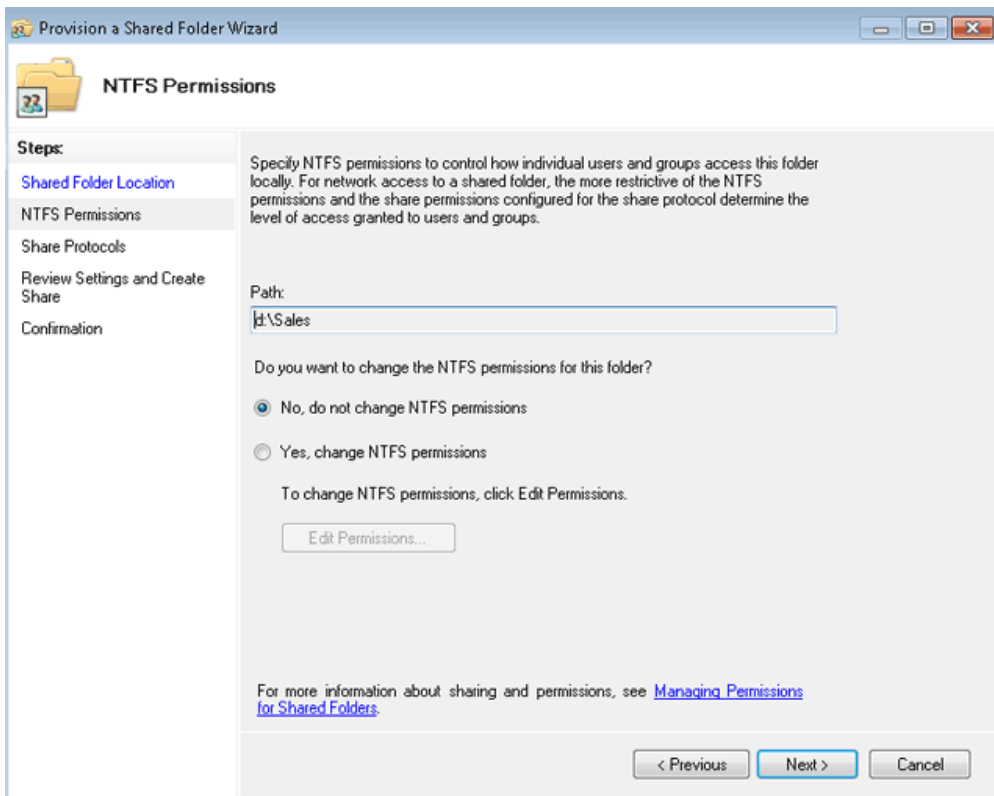 Provision a Shared Folder Wizard
NTFS Permissions
Steps:
Shared Folder Location
NTFS Permissions
Share Protocols
Review Settings and Create
Share
Confirmation
Specify NTFS permissions to control how individual users and groups access this folder
locally. For network access to a shared folder, the more restrictive of the NTFS
permissions and the share permissions configured for the share protocol determine the
level of access granted to users and groups.
Path:
d:\Sales
Do you want to change the NTFS permissions for this folder?
No, do not change NTFS permissions
Yes, change NTFS permissions
To change NTFS permissions, click Edit Permissions.
Edit Permissions...
For more information about sharing and permissions, see Managing Permissions
for Shared Folders.
< Previous
Next >
Cancel